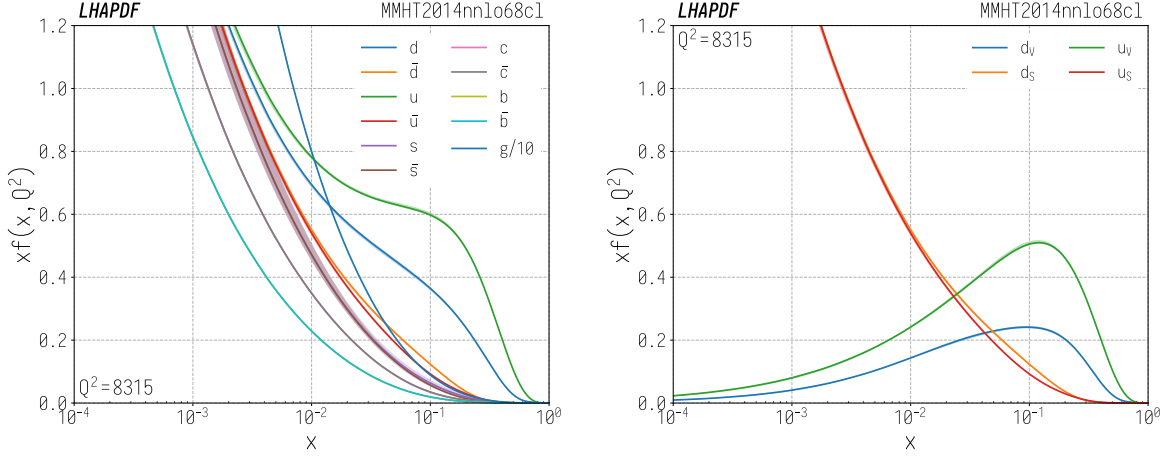 LHAPDF MMHT2014nnlo68cl
xf(x,Q²)
1.2
1.0
0.8
0.6
0.4
0.2
0.0
d
d̄
u
ū
s
s̄
c
c̄
b
b̄
g/10
Q²=8315
10⁻⁴ 10⁻³ 10⁻² 10⁻¹ 10⁰
x
LHAPDF MMHT2014nnlo68cl
xf(x,Q²)
1.2
1.0
0.8
0.6
0.4
0.2
0.0
Q²=8315
dᵥ
d_S
uᵥ
u_S
10⁻⁴ 10⁻³ 10⁻² 10⁻¹ 10⁰
x